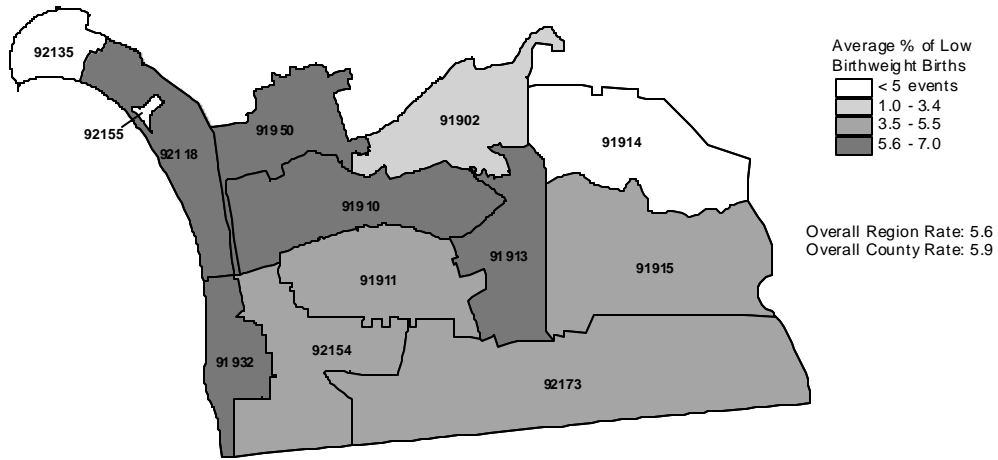 92135
92155
92118
91950
91902
91914
91910
91913
91915
91911
92154
91932
92173
Average % of Low
Birthweight Births
< 5 events
1.0 - 3.4
3.5 - 5.5
5.6 - 7.0
Overall Region Rate: 5.6
Overall County Rate: 5.9